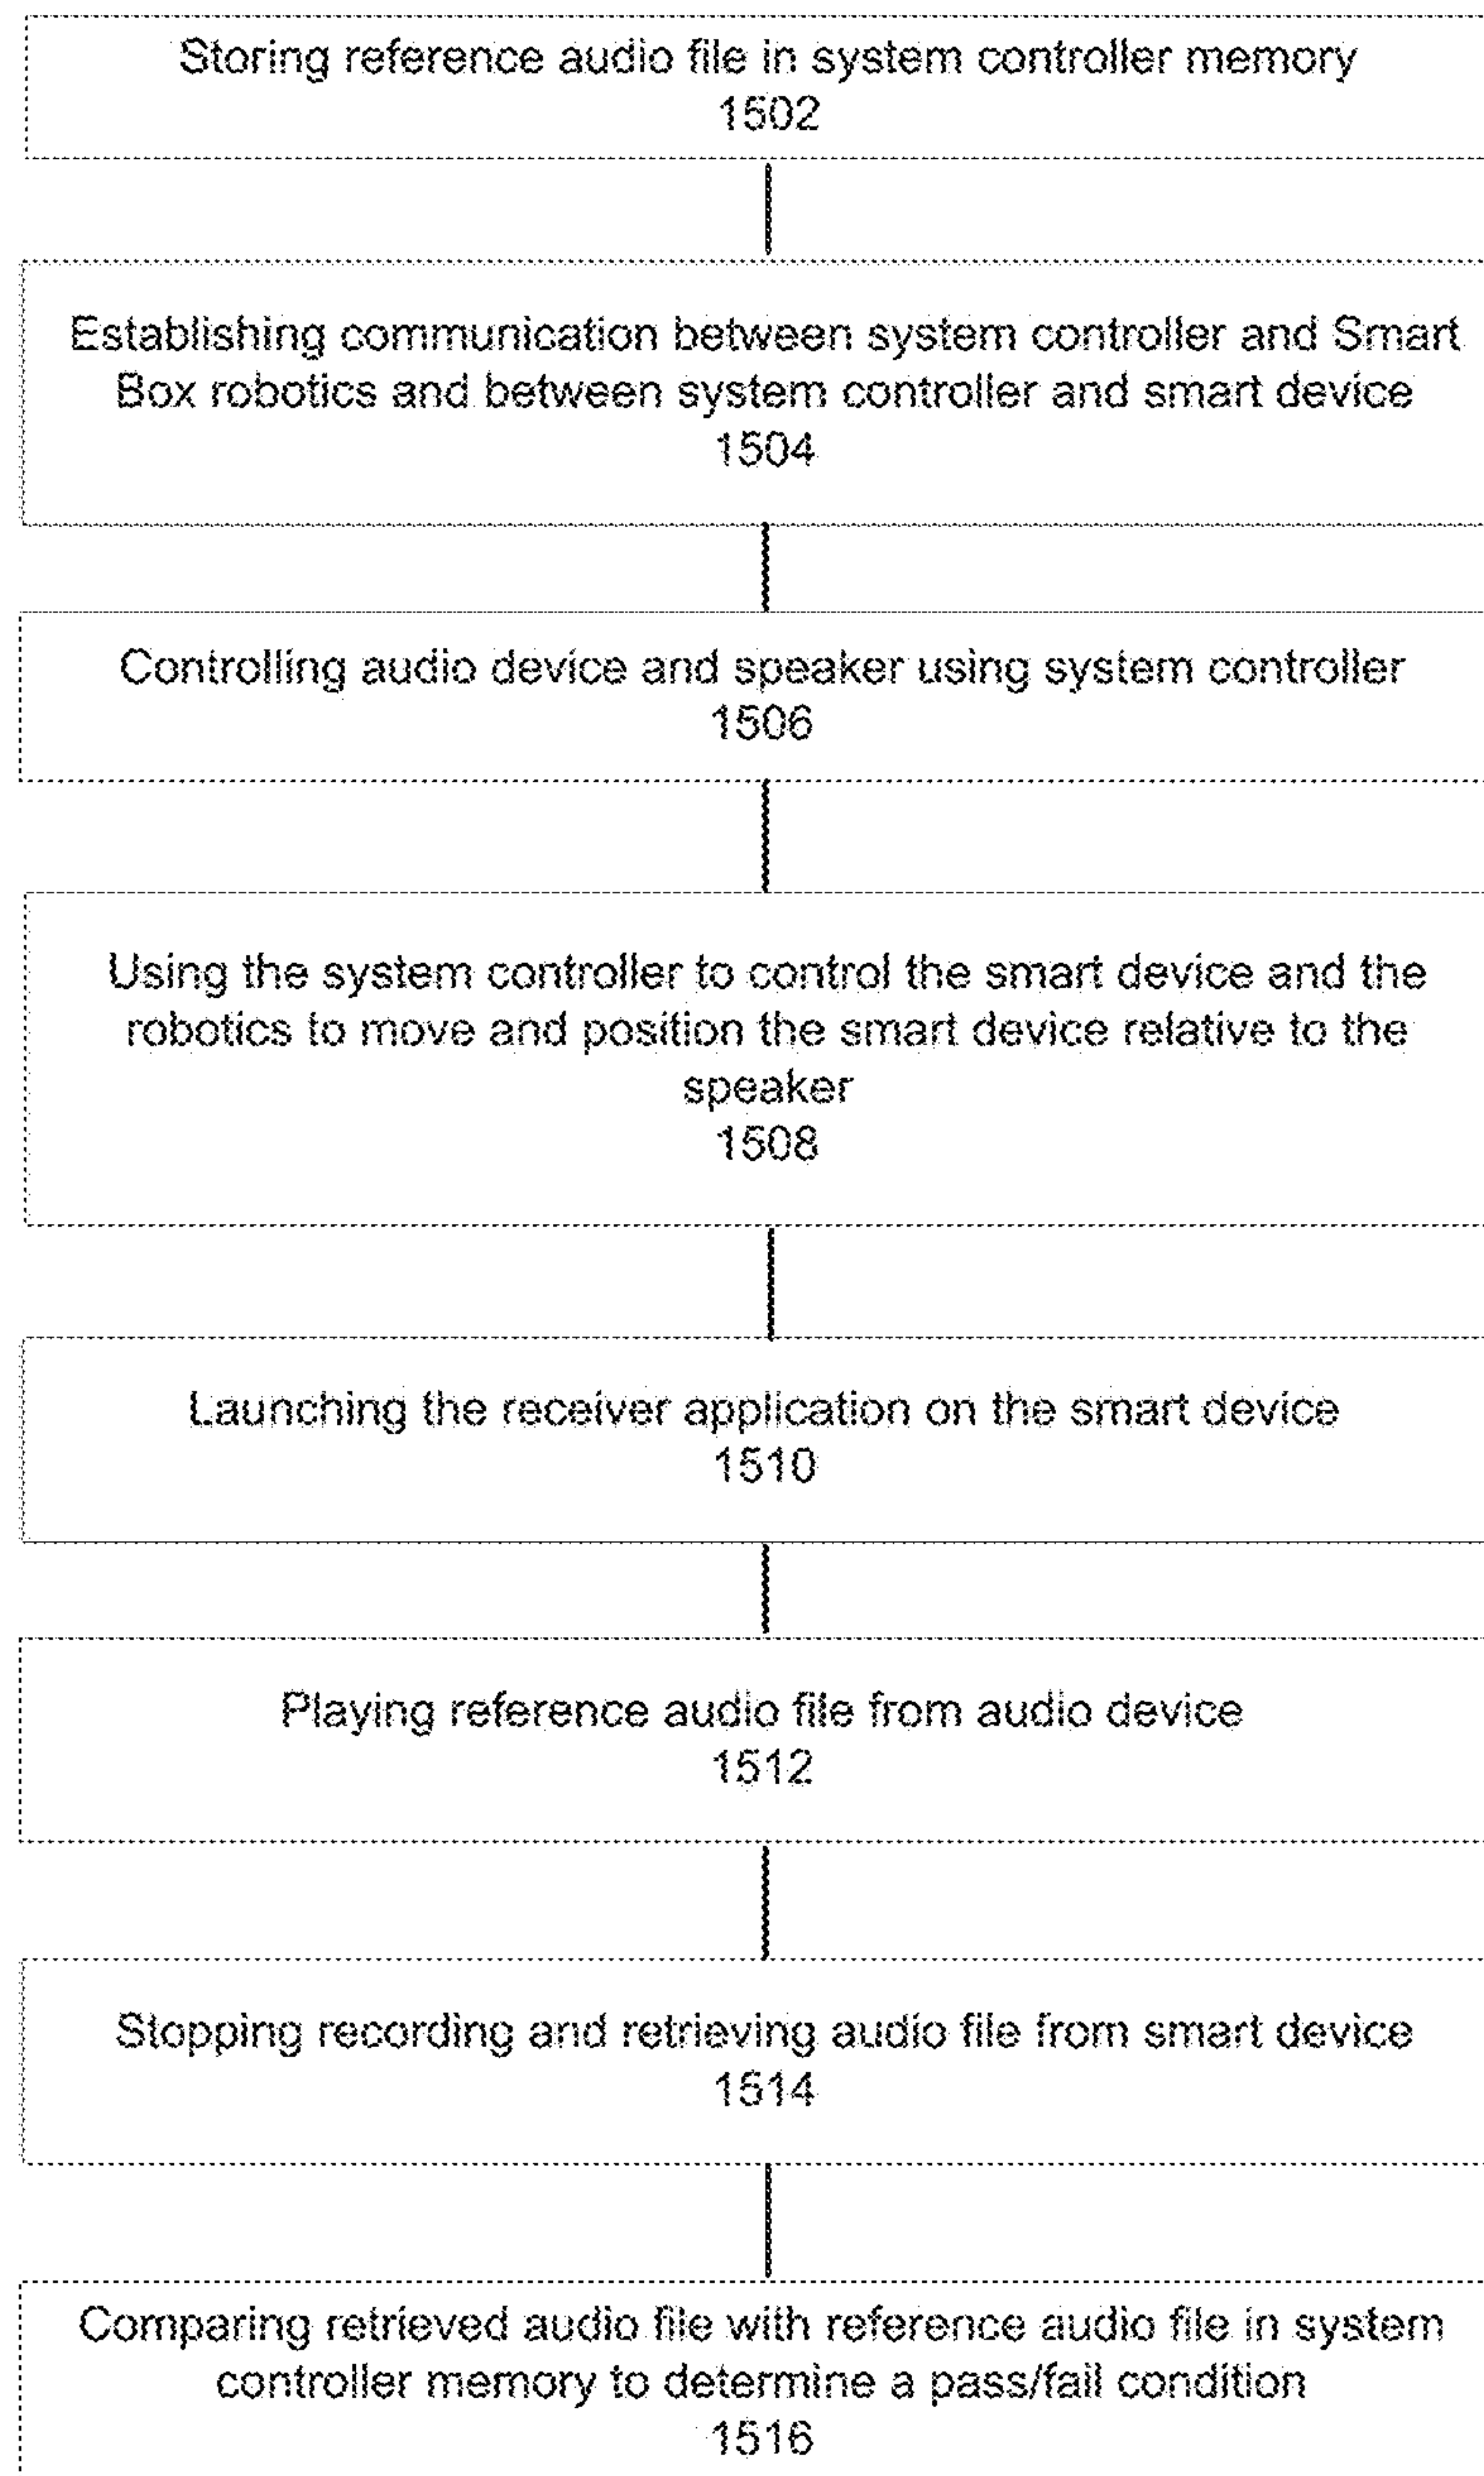 Storing reference audio file in system controller memory
1502
Establishing communication between system controller and Smart
Box robotics and between system controller and smart device
1504
Controlling audio device and speaker using system controller
1506
Using the system controller to control the smart device and the
robotics to move and position the smart device relative to the
speaker
1508
Launching the receiver application on the smart device
1510
Playing reference audio file from audio device
1512
Stopping recording and retrieving audio file from smart device
1514
Comparing retrieved audio file with reference audio file in system
controller memory to determine a pass/fail condition
1516